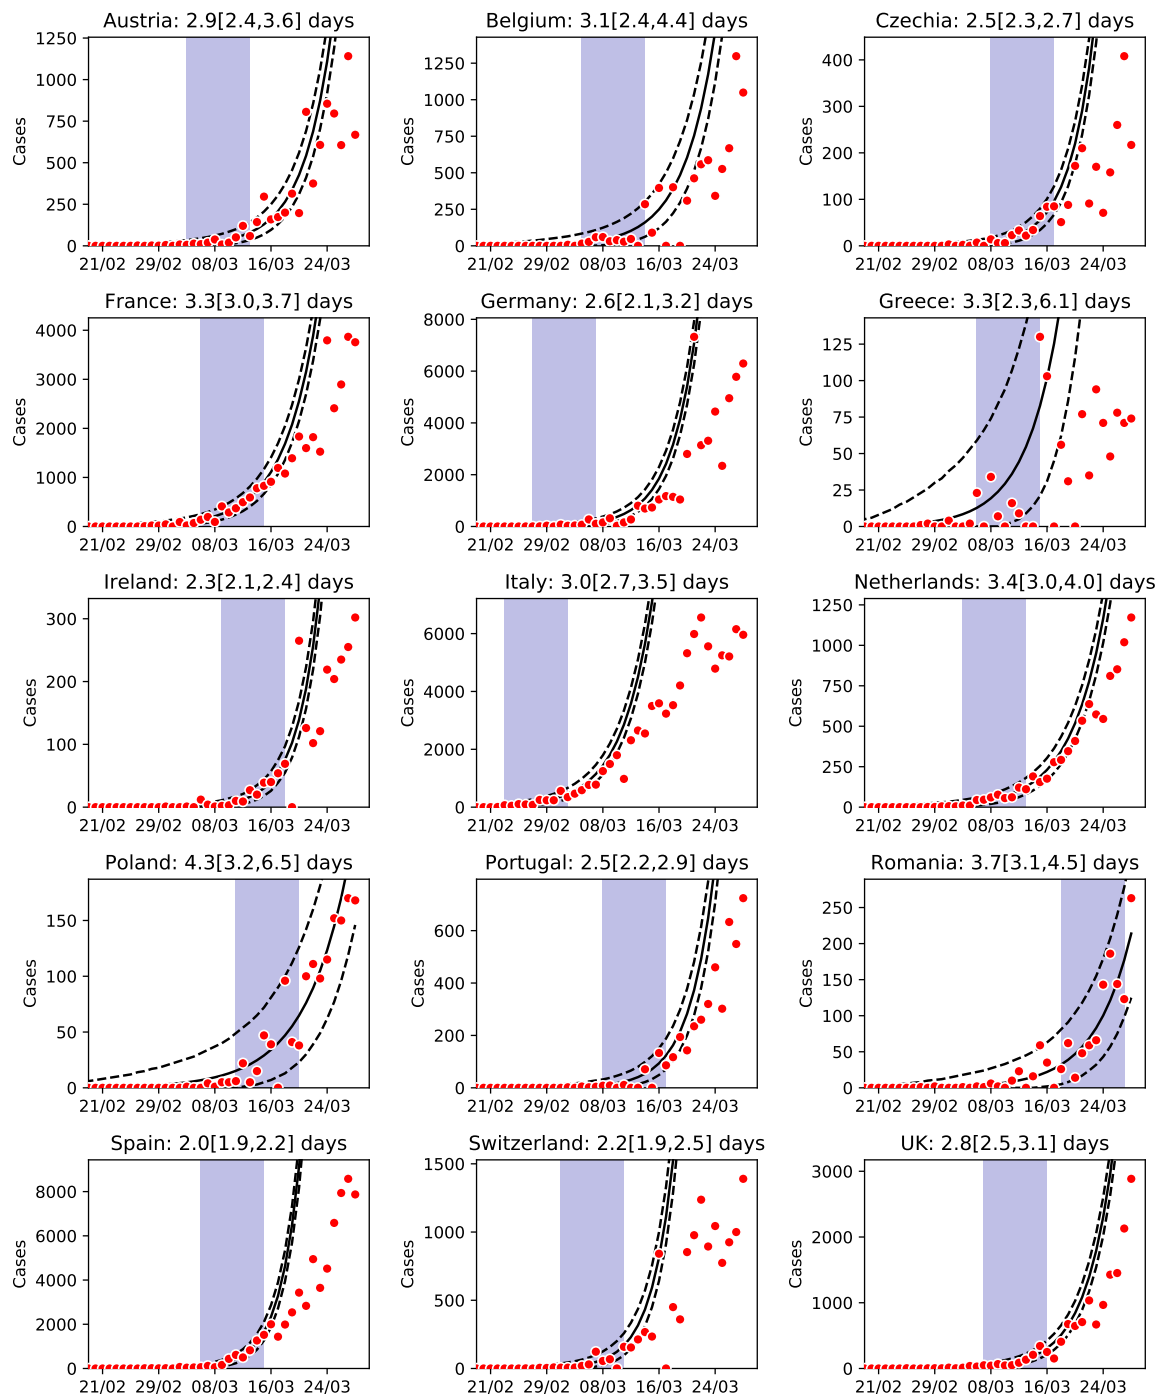 Austria: 2.9[2.4,3.6] days
Cases
1250
1000
750
500
250
0
21/02 29/02 08/03 16/03 24/03
Belgium: 3.1[2.4,4.4] days
Cases
1250
1000
750
500
250
0
21/02 29/02 08/03 16/03 24/03
Czechia: 2.5[2.3,2.7] days
Cases
400
300
200
100
0
21/02 29/02 08/03 16/03 24/03
France: 3.3[3.0,3.7] days
Cases
4000
3000
2000
1000
0
21/02 29/02 08/03 16/03 24/03
Germany: 2.6[2.1,3.2] days
Cases
8000
6000
4000
2000
0
21/02 29/02 08/03 16/03 24/03
Greece: 3.3[2.3,6.1] days
Cases
125
100
75
50
25
0
21/02 29/02 08/03 16/03 24/03
Ireland: 2.3[2.1,2.4] days
Cases
300
200
100
0
21/02 29/02 08/03 16/03 24/03
Italy: 3.0[2.7,3.5] days
Cases
6000
4000
2000
0
21/02 29/02 08/03 16/03 24/03
Netherlands: 3.4[3.0,4.0] days
Cases
1250
1000
750
500
250
0
21/02 29/02 08/03 16/03 24/03
Poland: 4.3[3.2,6.5] days
Cases
150
100
50
0
21/02 29/02 08/03 16/03 24/03
Portugal: 2.5[2.2,2.9] days
Cases
600
400
200
0
21/02 29/02 08/03 16/03 24/03
Romania: 3.7[3.1,4.5] days
Cases
250
200
150
100
50
0
21/02 29/02 08/03 16/03 24/03
Spain: 2.0[1.9,2.2] days
Cases
8000
6000
4000
2000
0
21/02 29/02 08/03 16/03 24/03
Switzerland: 2.2[1.9,2.5] days
Cases
1500
1000
500
0
21/02 29/02 08/03 16/03 24/03
UK: 2.8[2.5,3.1] days
Cases
3000
2000
1000
0
21/02 29/02 08/03 16/03 24/03